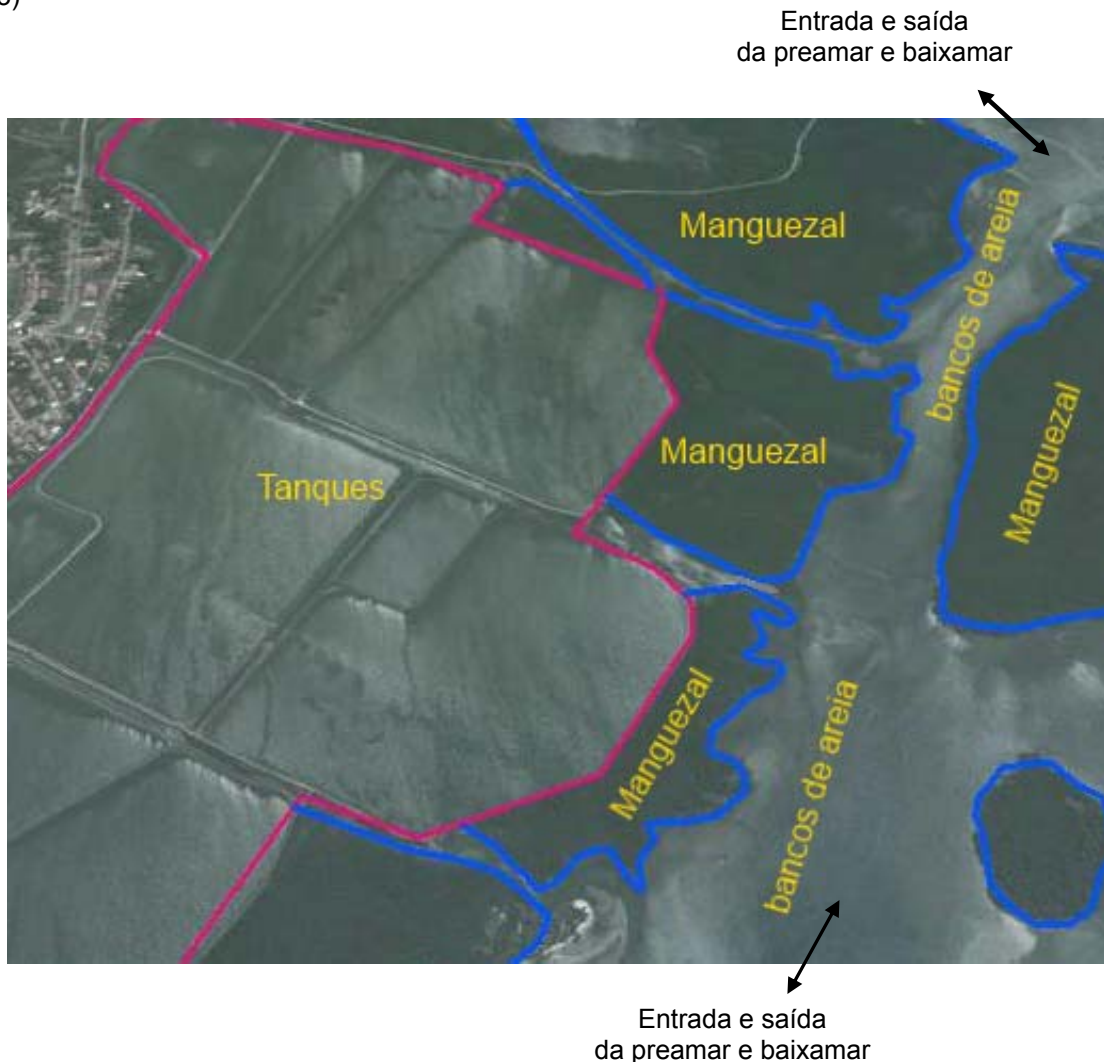 Entrada e saída
da preamar e baixamar
Manguezal
bancos de areia
Manguezal
Manguezal
Tanques
Manguezal
bancos de areia
Entrada e saída
da preamar e baixamar